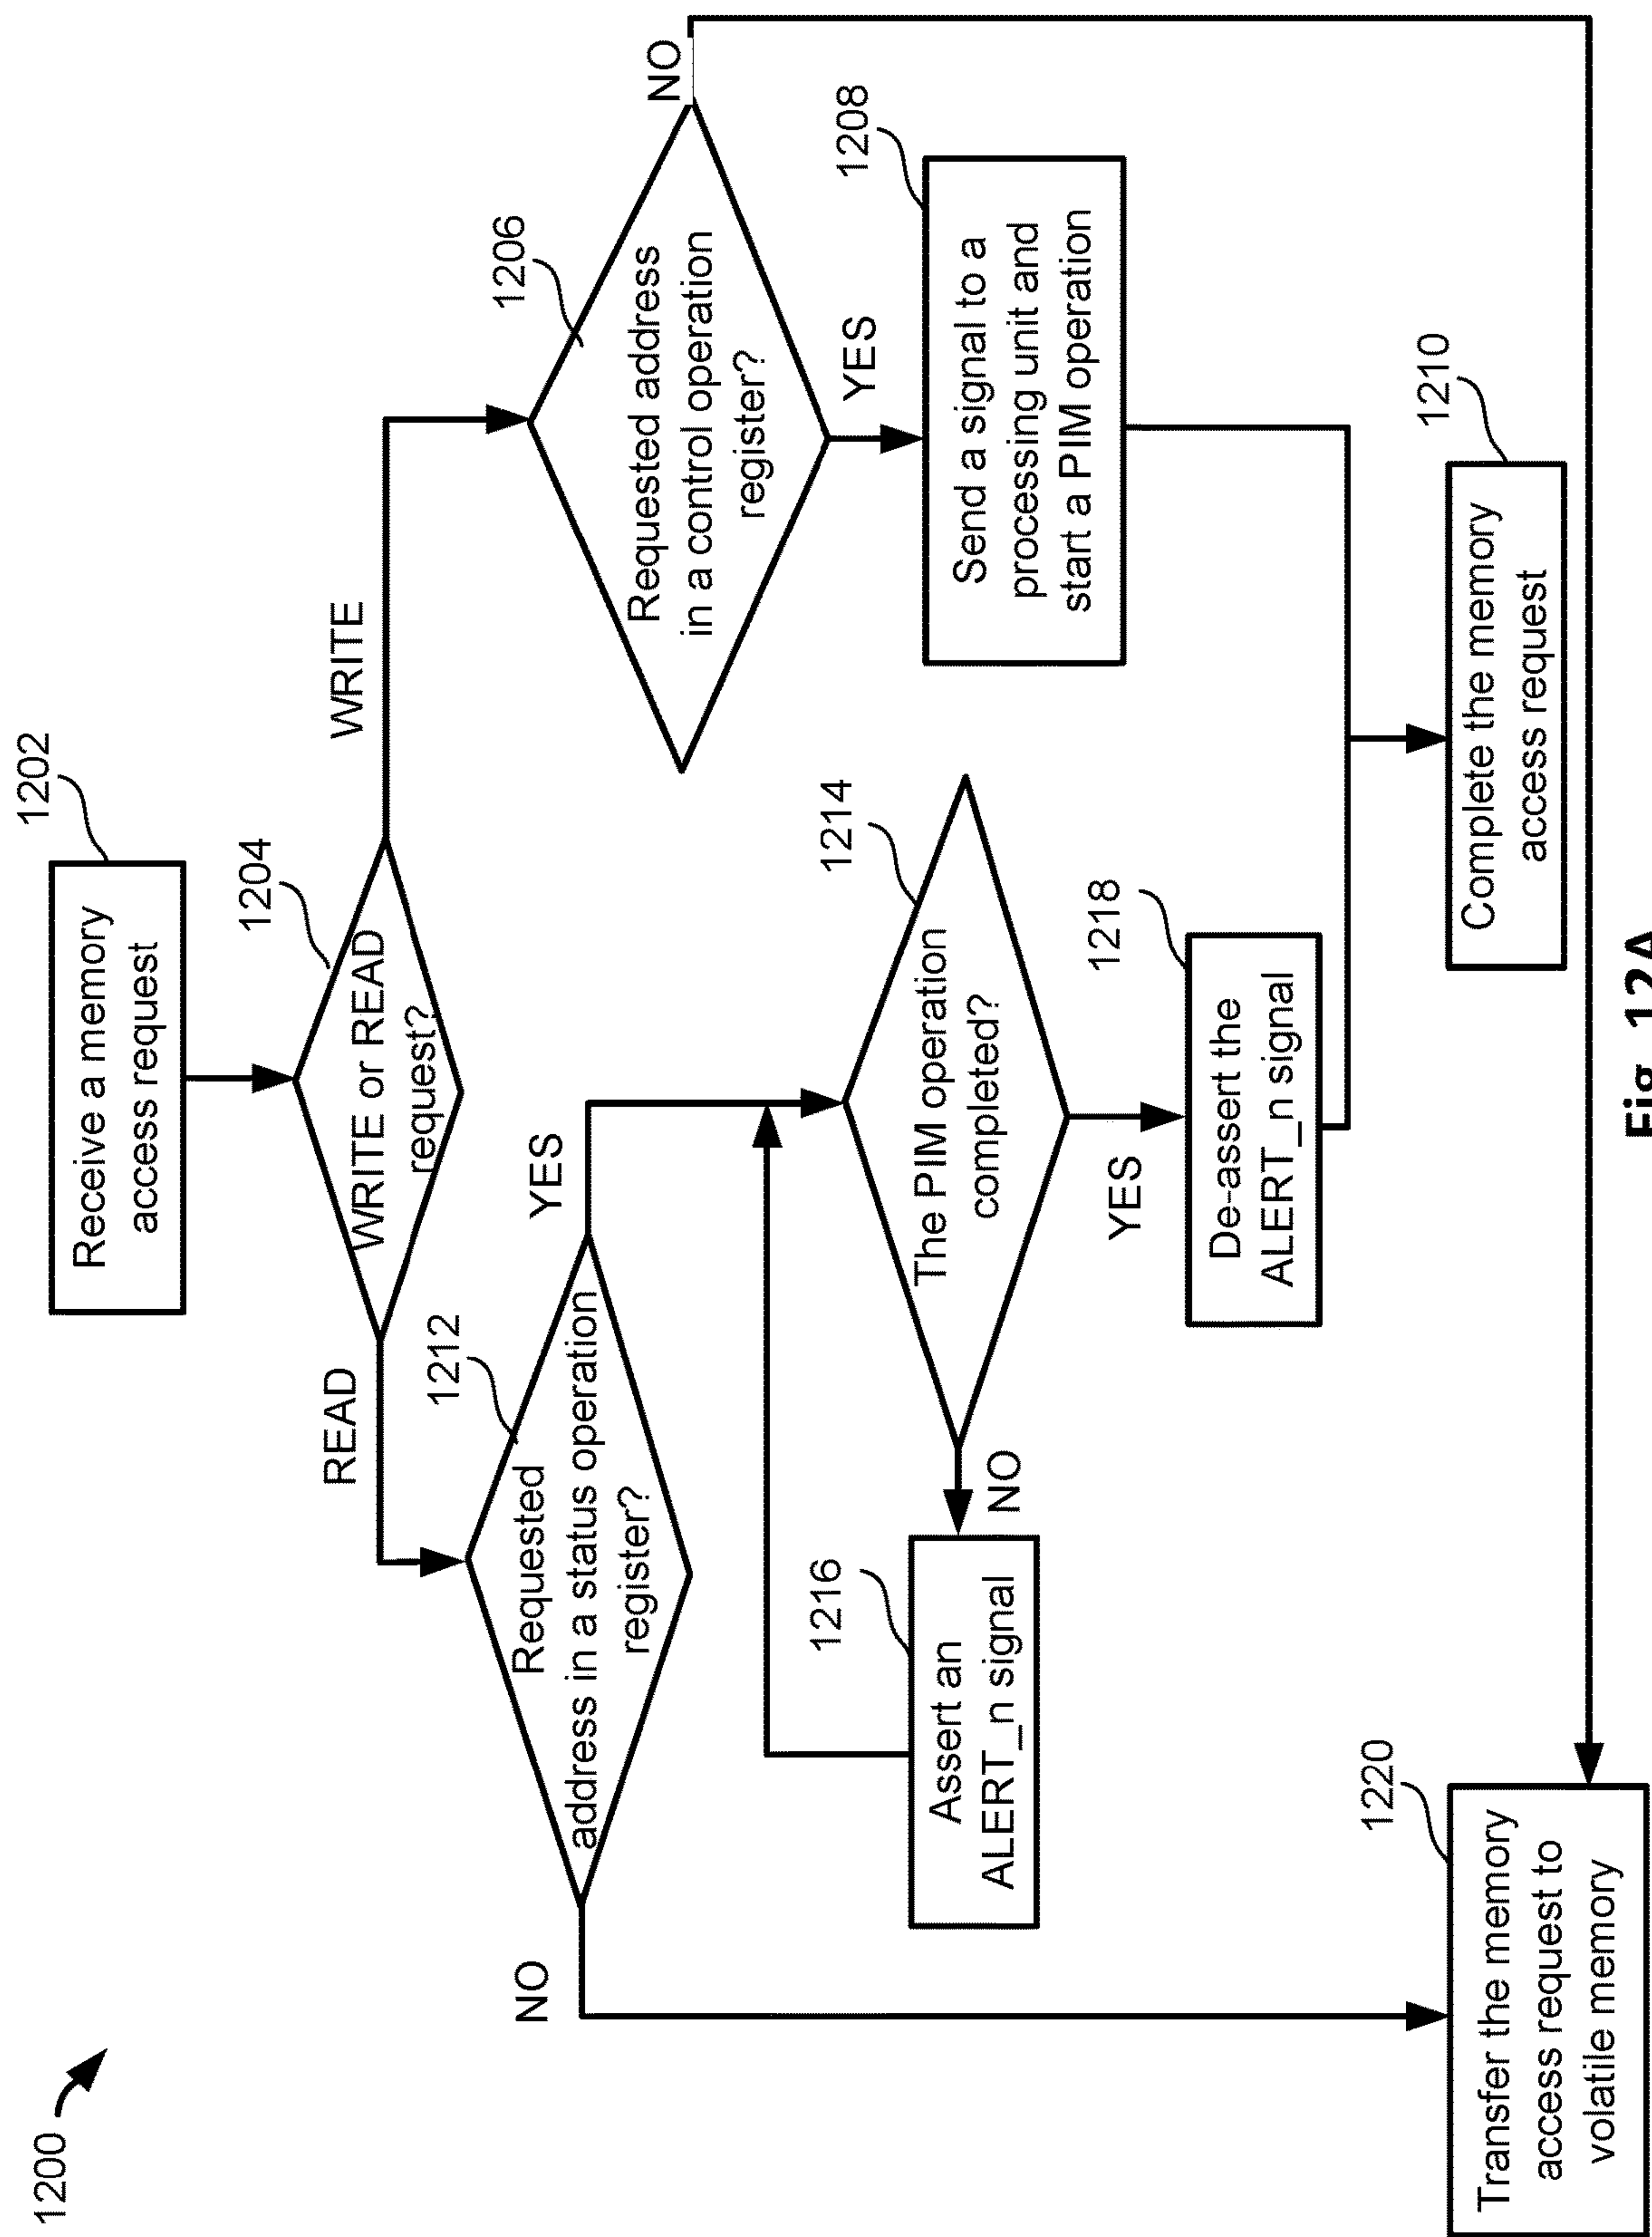 1200
1202
Receive a memory
access request
1204
WRITE or READ
request?
READ
WRITE
1212
Requested
address in a status operation
register?
NO
YES
1206
Requested address
in a control operation
register?
NO
YES
1214
The PIM operation
completed?
NO
YES
1216
Assert an
ALERT_n signal
1218
De-assert the
ALERT_n signal
1208
Send a signal to a
processing unit and
start a PIM operation
1210
Complete the memory
access request
1220
Transfer the memory
access request to
volatile memory
Fig. 12A